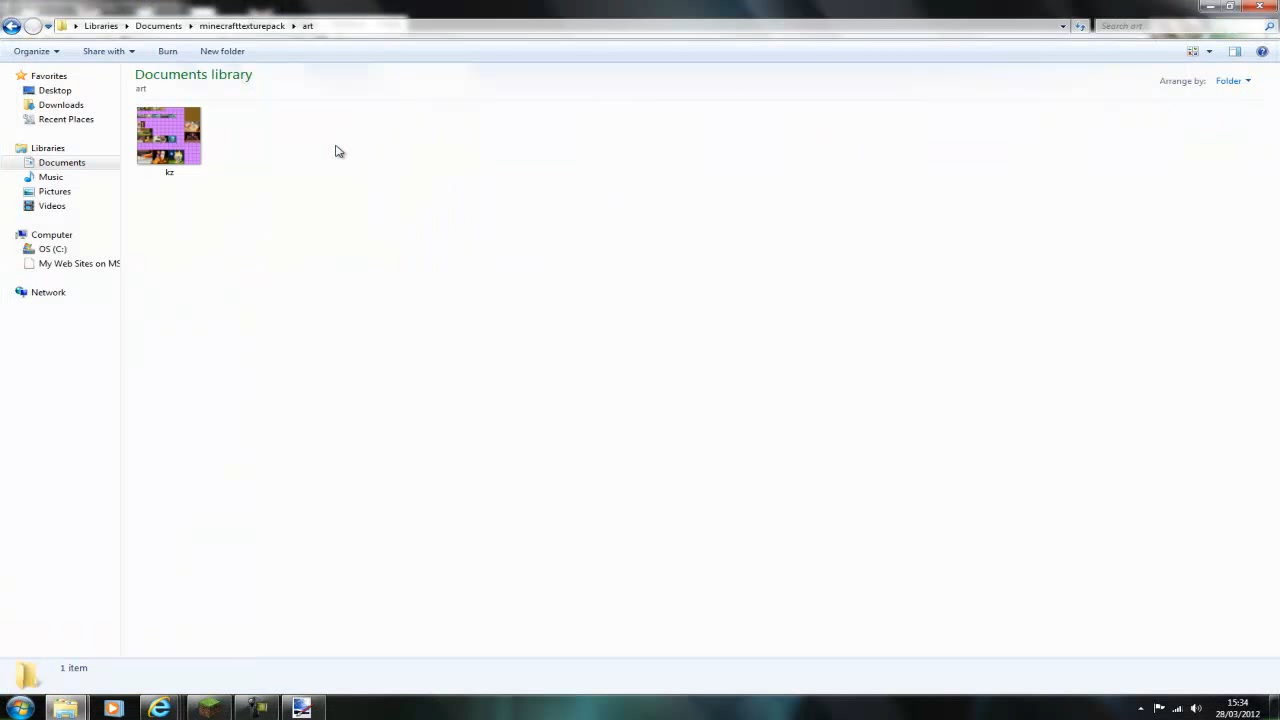 Libraries Documents minecrafttexturepack art
Search art
Organize Share with Burn New folder
Favorites
Desktop
Downloads
Recent Places
Libraries
Documents
Music
Pictures
Videos
Computer
OS (C:)
My Web Sites on MS
Network
Documents library
art
Arrange by: Folder
kz
1 item
15:34
28/03/2012